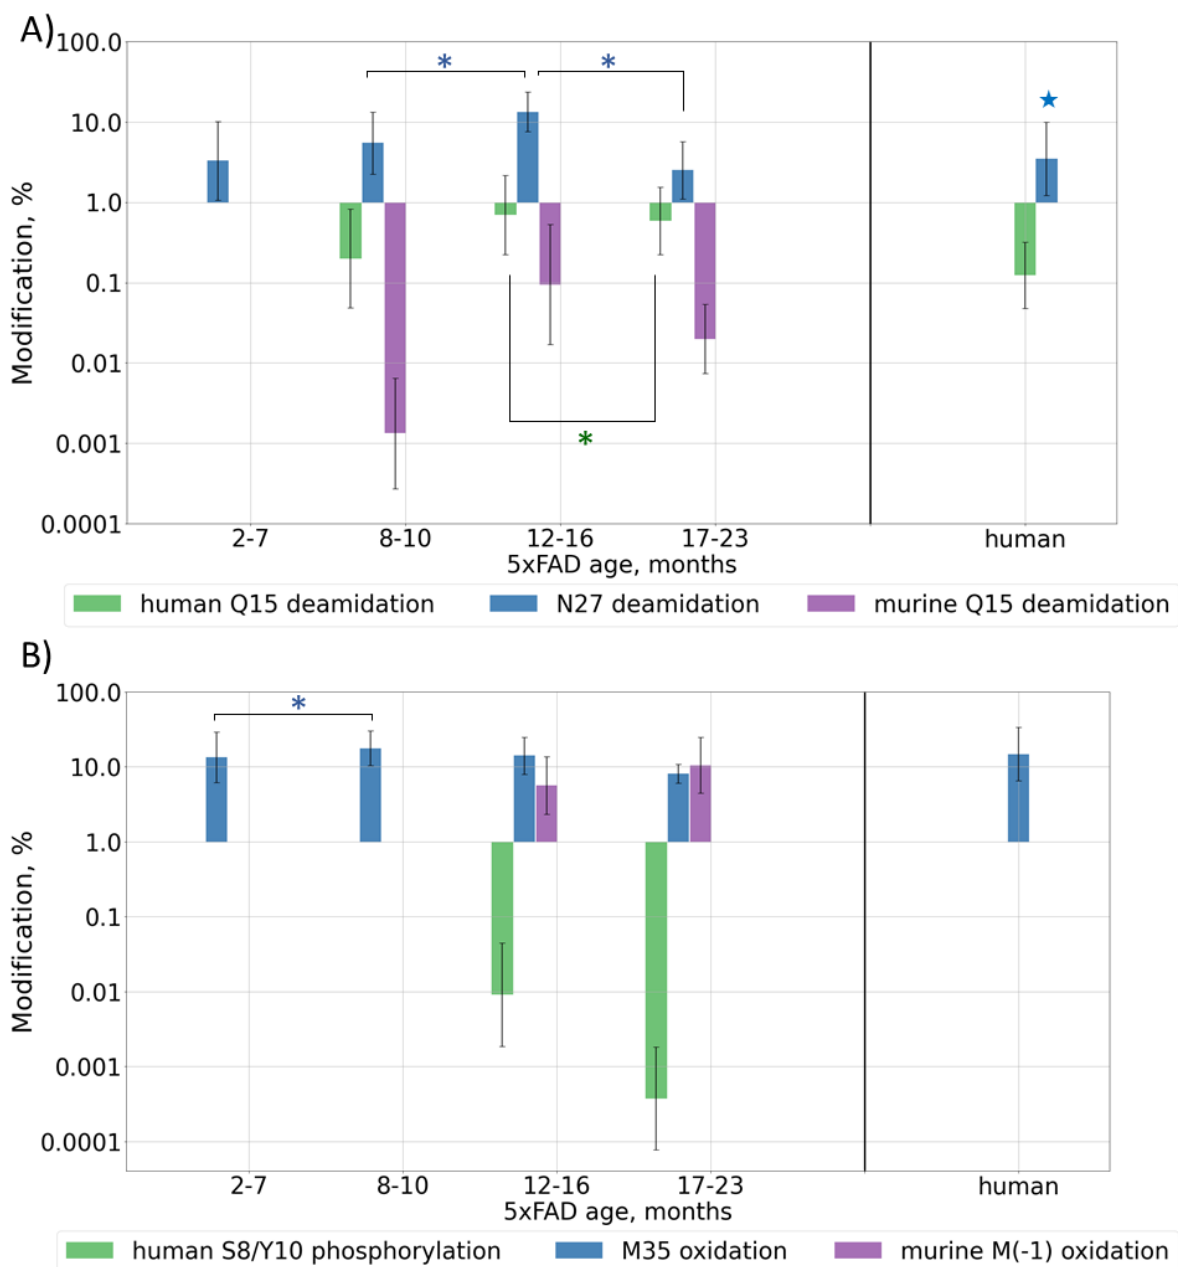 A)
100.0
10.0
1.0
0.1
0.01
0.001
0.0001
Modification, %
*
*
*
★
2-7 8-10 12-16 17-23 human
5xFAD age, months
human Q15 deamidation N27 deamidation murine Q15 deamidation
B)
100.0
10.0
1.0
0.1
0.01
0.001
0.0001
Modification, %
*
2-7 8-10 12-16 17-23 human
5xFAD age, months
human S8/Y10 phosphorylation M35 oxidation murine M(-1) oxidation